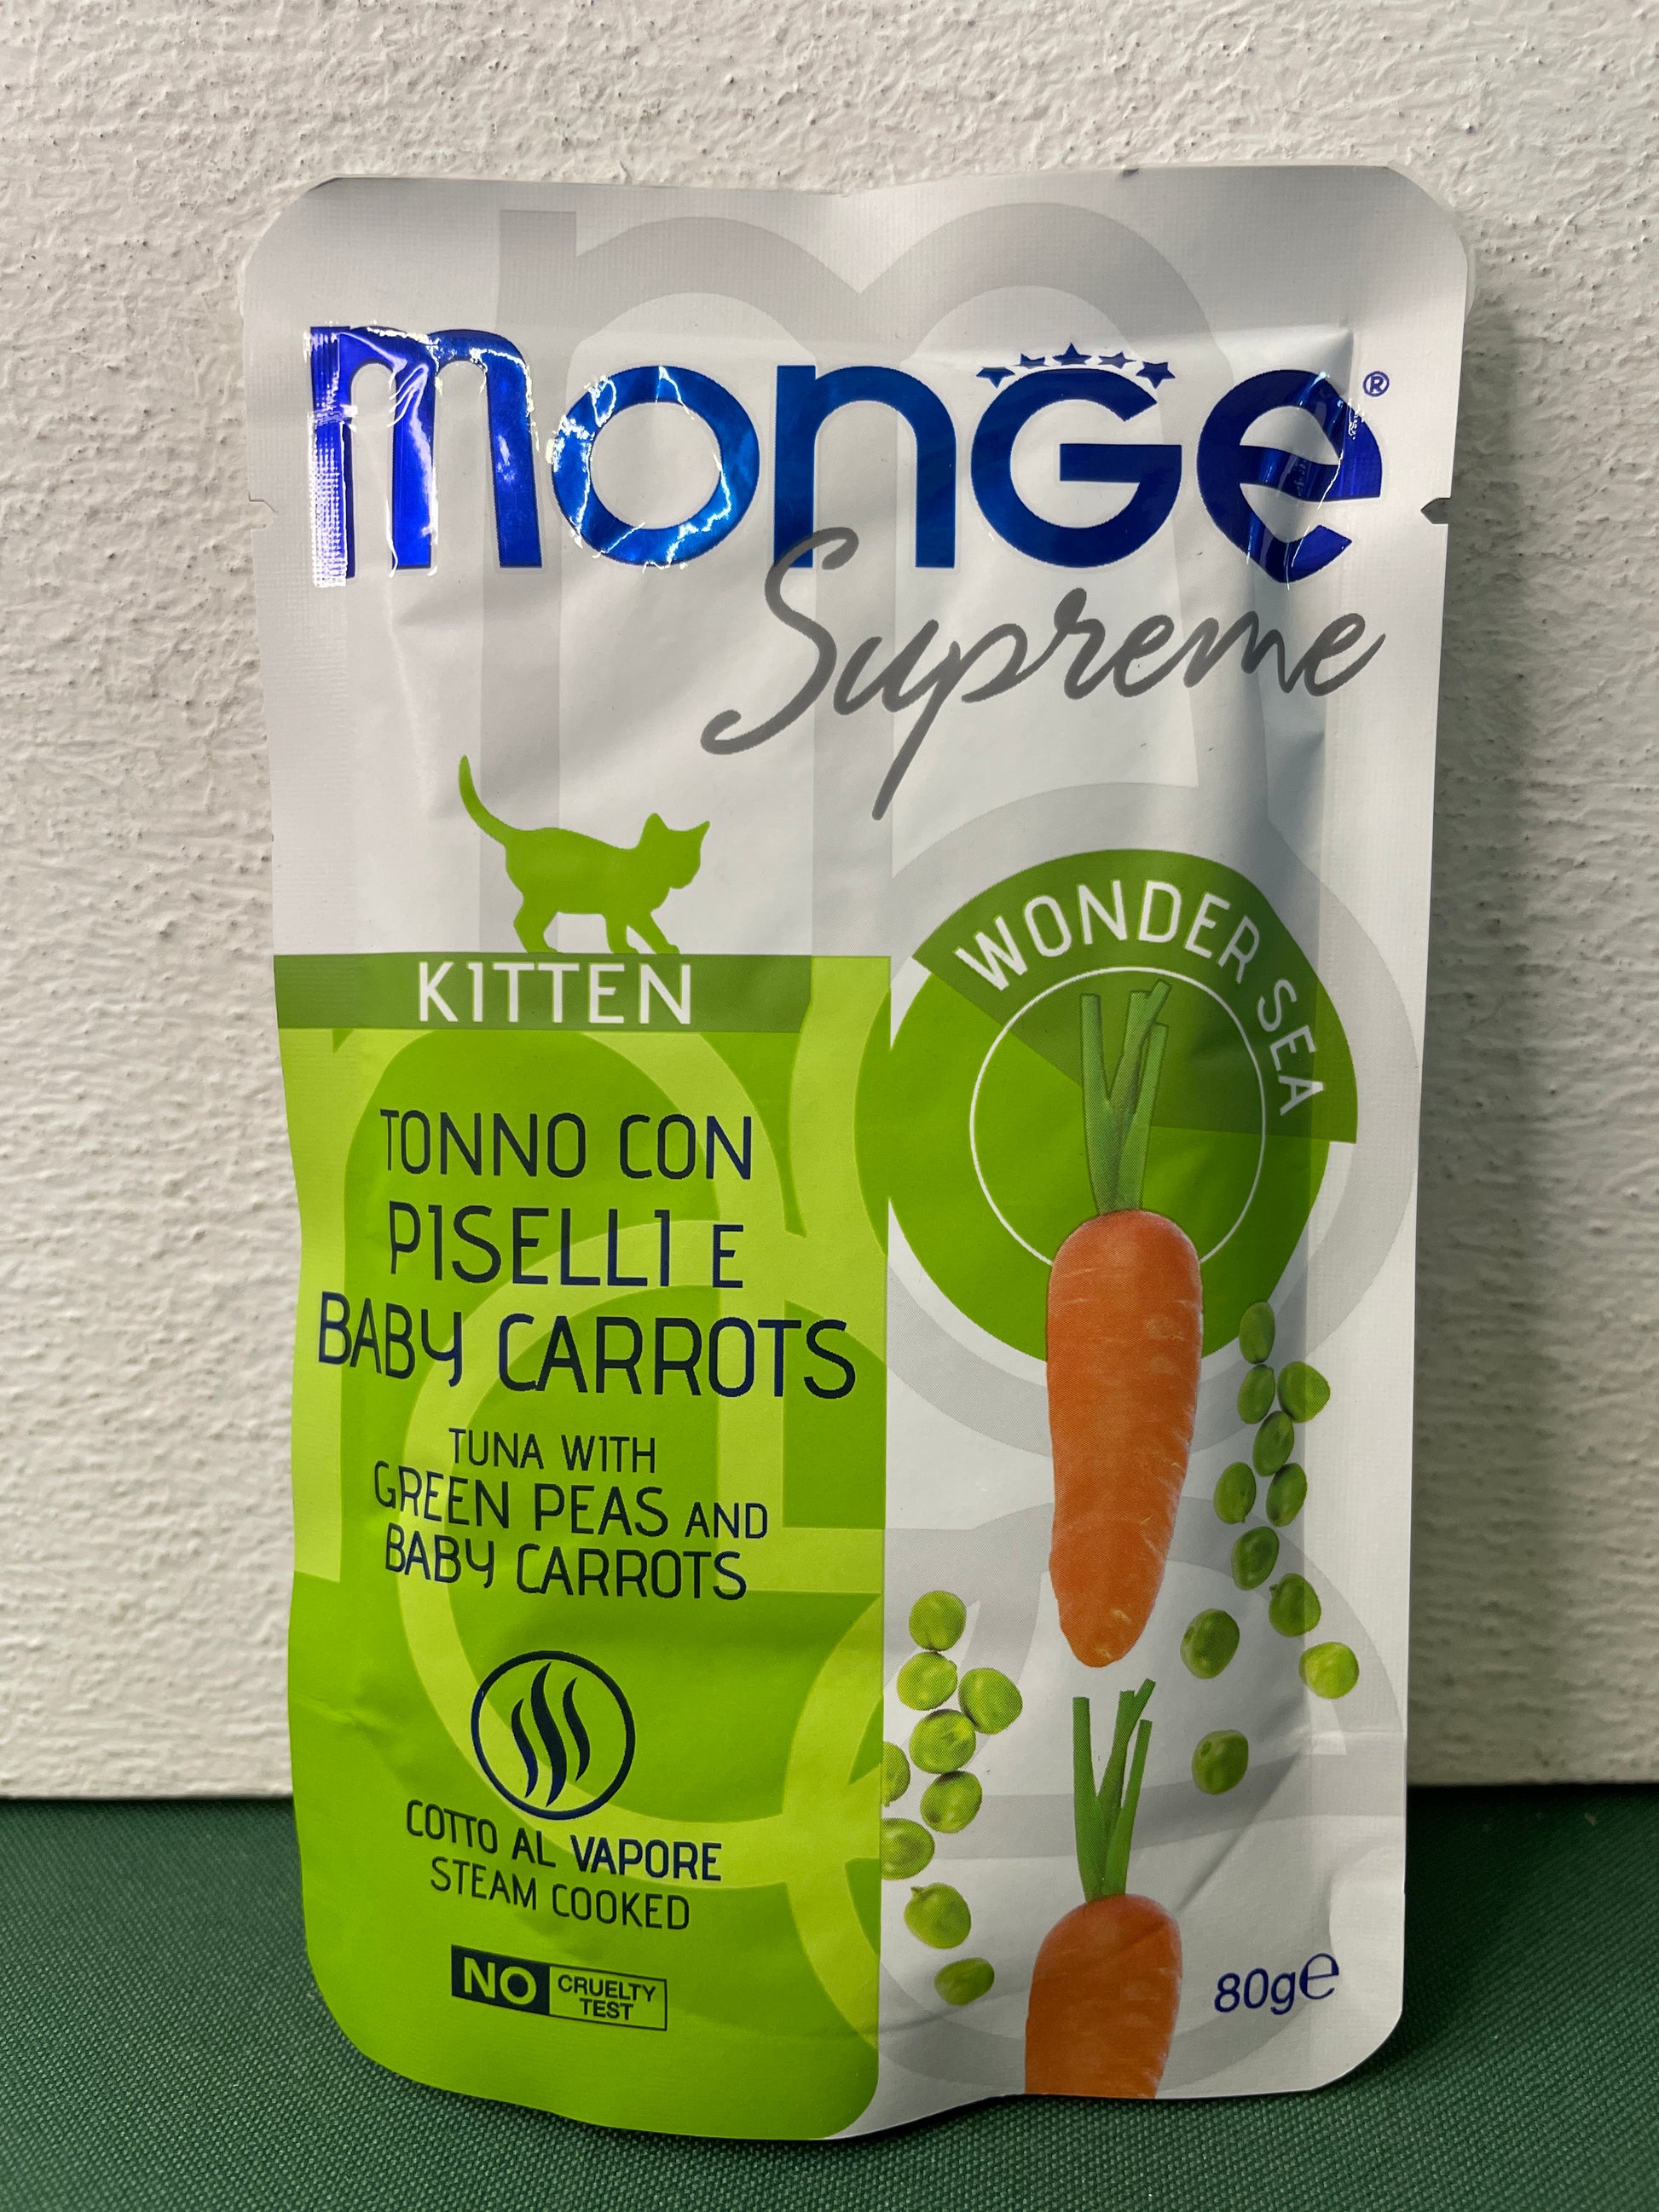 monge®
Supreme
KITTEN
WONDER SEA
TONNO CON
PISELLI E
BABY CARROTS
TUNA WITH
GREEN PEAS AND
BABY CARROTS
COTTO AL VAPORE
STEAM COOKED
NO CRUELTY
TEST
80g℮